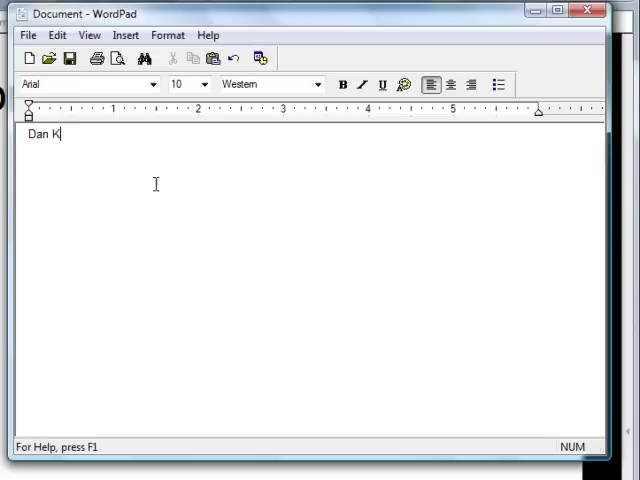 Document - WordPad
File Edit View Insert Format Help
Arial 10 Western B U
1 2 3 4 5
Dan K
For Help, press F1 NUM